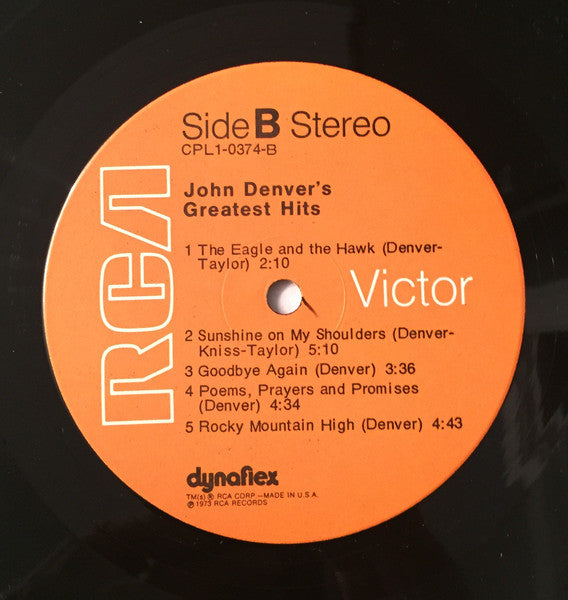 RCA
Side B Stereo
CPL1-0374-B
John Denver's
Greatest Hits
1 The Eagle and the Hawk (Denver-
Taylor) 2:10
Victor
2 Sunshine on My Shoulders (Denver-
Kniss-Taylor) 5:10
3 Goodbye Again (Denver) 3:36
4 Poems, Prayers and Promises
(Denver) 4:34
5 Rocky Mountain High (Denver) 4:43
dynaflex
TM(s) ® RCA CORP.—MADE IN U.S.A.
℗ 1973 RCA RECORDS